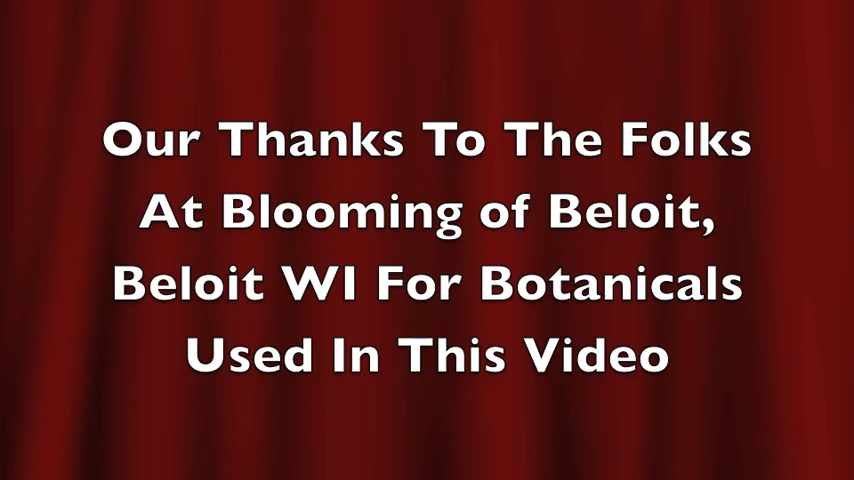 Our Thanks To The Folks
At Blooming of Beloit,
Beloit WI For Botanicals
Used In This Video